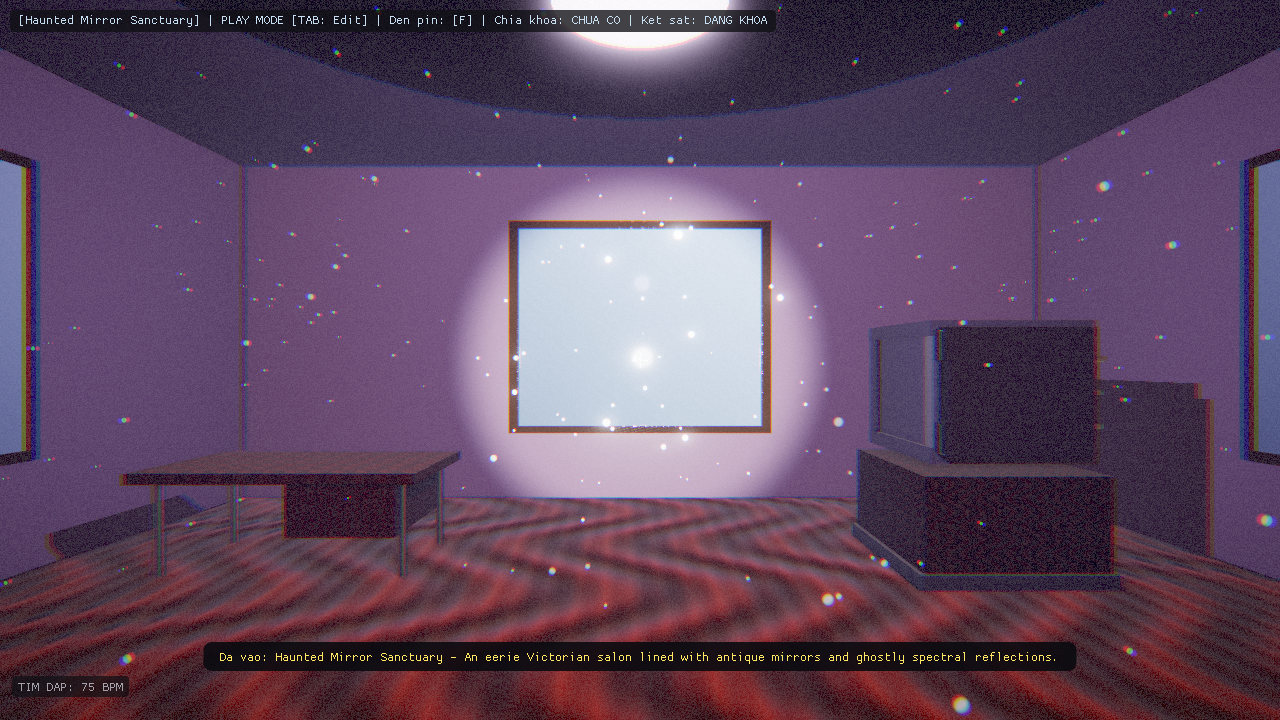 [Haunted Mirror Sanctuary] | PLAY MODE [TAB: Edit] | Den pin: [F] | Chia khoa: CHUA CO | Ket sat: DANG KHOA
Da vao: Haunted Mirror Sanctuary - An eerie Victorian salon lined with antique mirrors and ghostly spectral reflections.
TIM DAP: 75 BPM